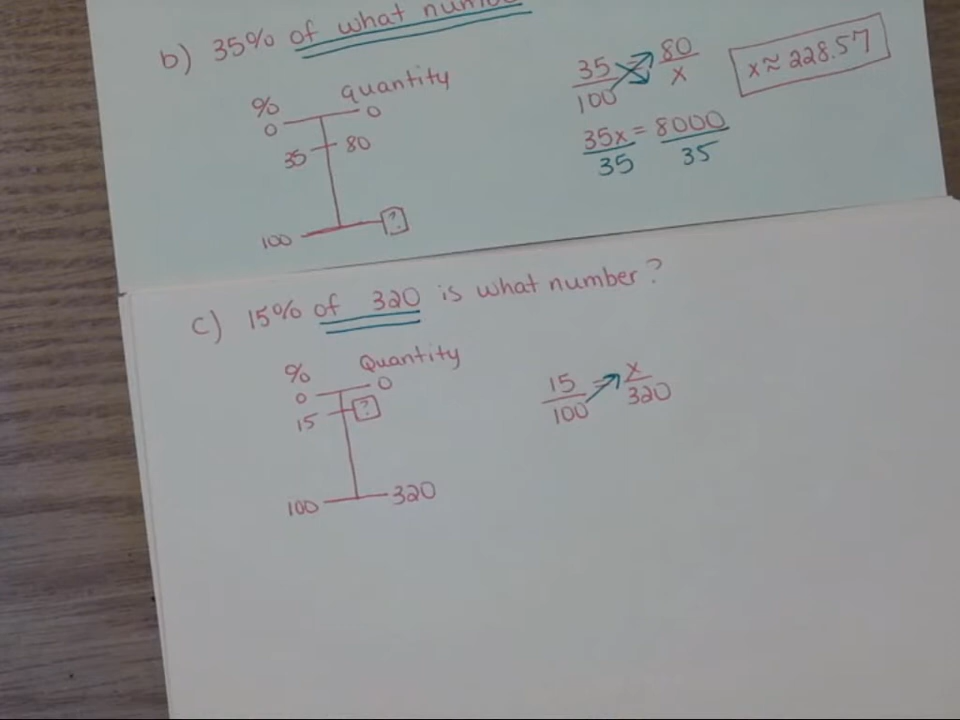 b) 35% of what number
% quantity
0 0
35 80
100 ?
35/100 = 80/x
35x/35 = 8000/35
x ≈ 228.57
c) 15% of 320 is what number?
% Quantity
0 0
15 ?
100 320
15/100 = x/320